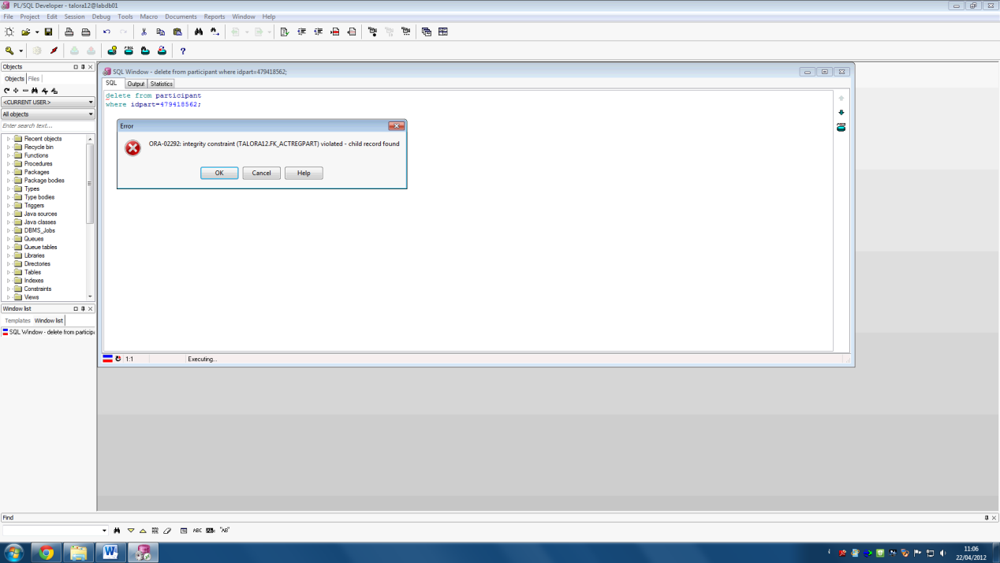 PL/SQL Developer - talora12@labdb01
File Project Edit Session Debug Tools Macro Documents Reports Window Help
Objects
Objects Files
<CURRENT USER>
All objects
Enter search text...
Recent objects
Recycle bin
Functions
Procedures
Packages
Package bodies
Types
Type bodies
Triggers
Java sources
Java classes
DBMS_Jobs
Queues
Queue tables
Libraries
Directories
Tables
Indexes
Constraints
Views
Window list
Templates Window list
SQL Window - delete from particip
SQL Window - delete from participant where idpart=479418562;
SQL Output Statistics
delete from participant
where idpart=479418562;
Error
ORA-02292: integrity constraint (TALORA12.FK_ACTREGPART) violated - child record found
OK Cancel Help
1:1 Executing...
Find
ABC "AB"
11:06
22/04/2012